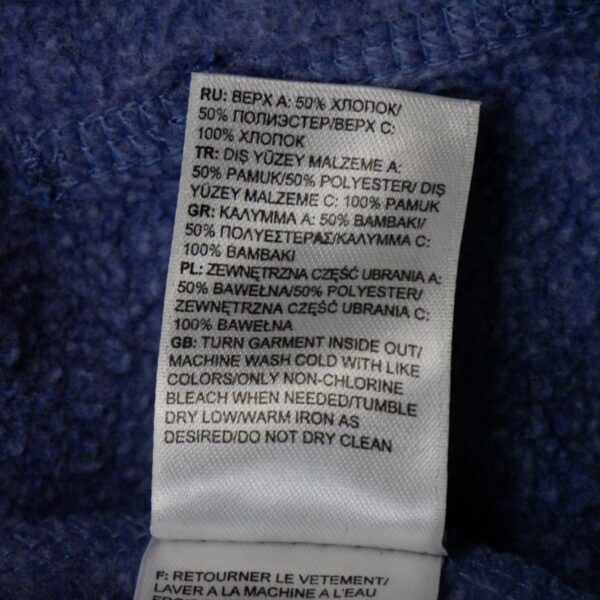 RU: ВЕРХ A: 50% ХЛОПОК/
50% ПОЛИЭСТЕР/ВЕРХ C:
100% ХЛОПОК
TR: DIŞ YÜZEY MALZEME A:
50% PAMUK/50% POLYESTER/ DIŞ
YÜZEY MALZEME C: 100% PAMUK
GR: ΚΑΛΥΜΜΑ A: 50% ΒΑΜΒΑΚΙ/
50% ΠΟΛΥΕΣΤΕΡΑΣ/ΚΑΛΥΜΜΑ C:
100% ΒΑΜΒΑΚΙ
PL: ZEWNĘTRZNA CZĘŚĆ UBRANIA A:
50% BAWEŁNA/50% POLYESTER/
ZEWNĘTRZNA CZĘŚĆ UBRANIA C:
100% BAWEŁNA
GB: TURN GARMENT INSIDE OUT/
MACHINE WASH COLD WITH LIKE
COLORS/ONLY NON-CHLORINE
BLEACH WHEN NEEDED/TUMBLE
DRY LOW/WARM IRON AS
DESIRED/DO NOT DRY CLEAN
F: RETOURNER LE VETEMENT/
LAVER A LA MACHINE A L'EAU